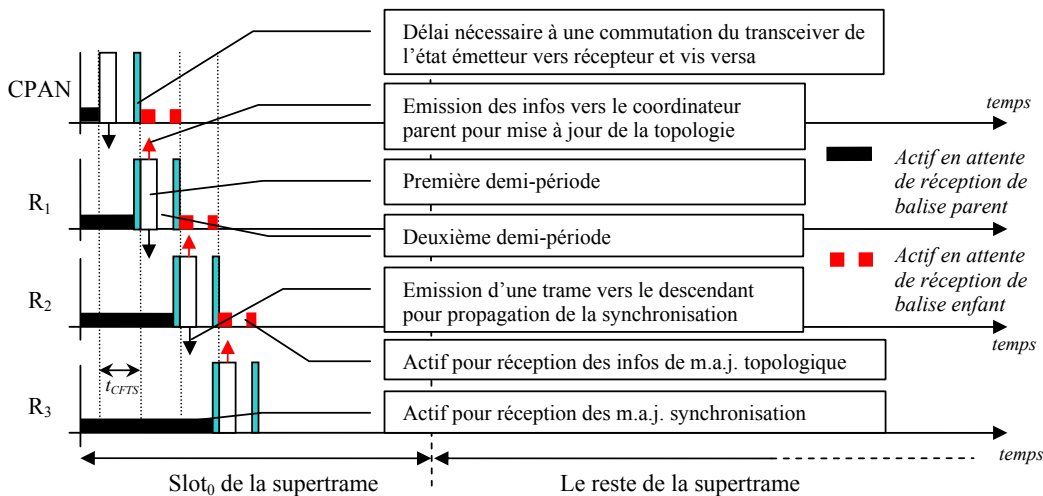 Délai nécessaire à une commutation du transceiver de
l'état émetteur vers récepteur et vis versa
CPAN
temps
Emission des infos vers le coordinateur
parent pour mise à jour de la topologie
Actif en attente
de réception de
balise parent
Première demi-période
R1
temps
Deuxième demi-période
Actif en attente
de réception de
balise enfant
R2
Emission d'une trame vers le descendant
pour propagation de la synchronisation
temps
Actif pour réception des infos de m.a.j. topologique
tCFTS
R3
Actif pour réception des m.a.j. synchronisation
temps
Slot0 de la supertrame
Le reste de la supertrame